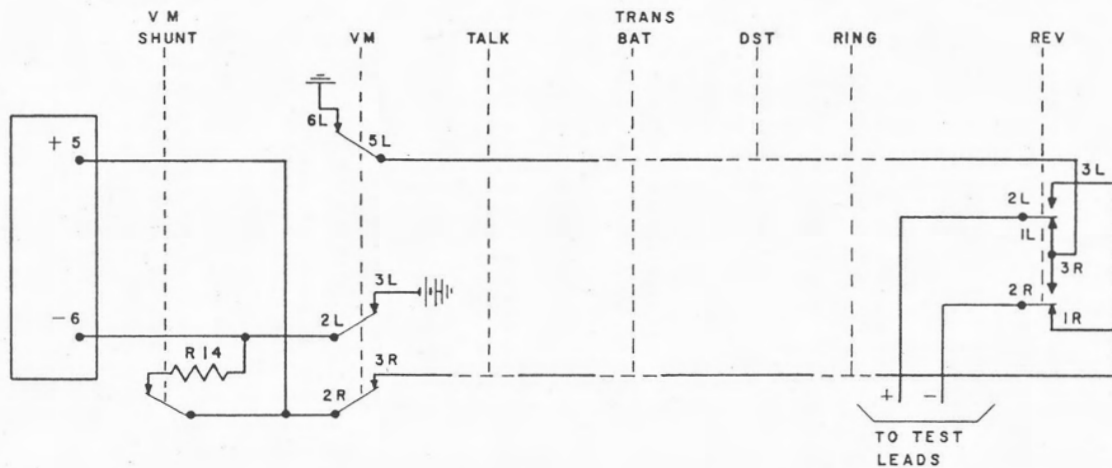 V M
SHUNT
VM
TALK
TRANS
BAT
DST
RING
REV
6L
5L
+ 5
3L
2L
1L
3R
2R
1R
3L
2L
- 6
R 14
3R
2R
+ -
TO TEST
LEADS